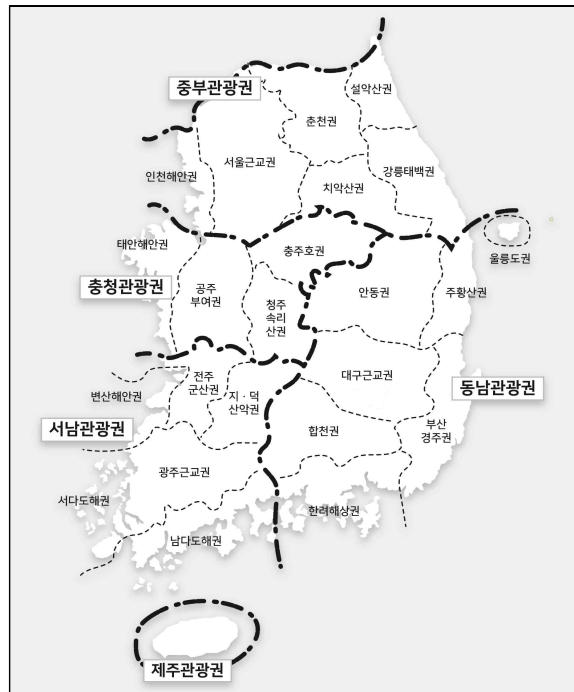 중부관광권
설악산권
춘천권
서울근교권
강릉태백권
인천해안권
치악산권
태안해안권
충주호권
울릉도권
충청관광권
공주
부여권
청주
속리
산권
안동권
주황산권
전주
군산권
대구근교권
동남관광권
변산해안권
지·덕
산악권
서남관광권
합천권
부산
경주권
광주근교권
서다도해권
한려해상권
남다도해권
제주관광권